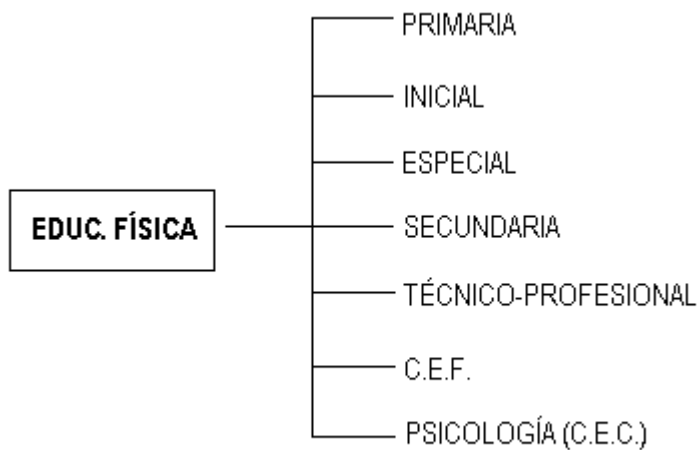 PRIMARIA
INICIAL
ESPECIAL
EDUC. FÍSICA
SECUNDARIA
TÉCNICO-PROFESIONAL
C.E.F.
PSICOLOGÍA (C.E.C.)